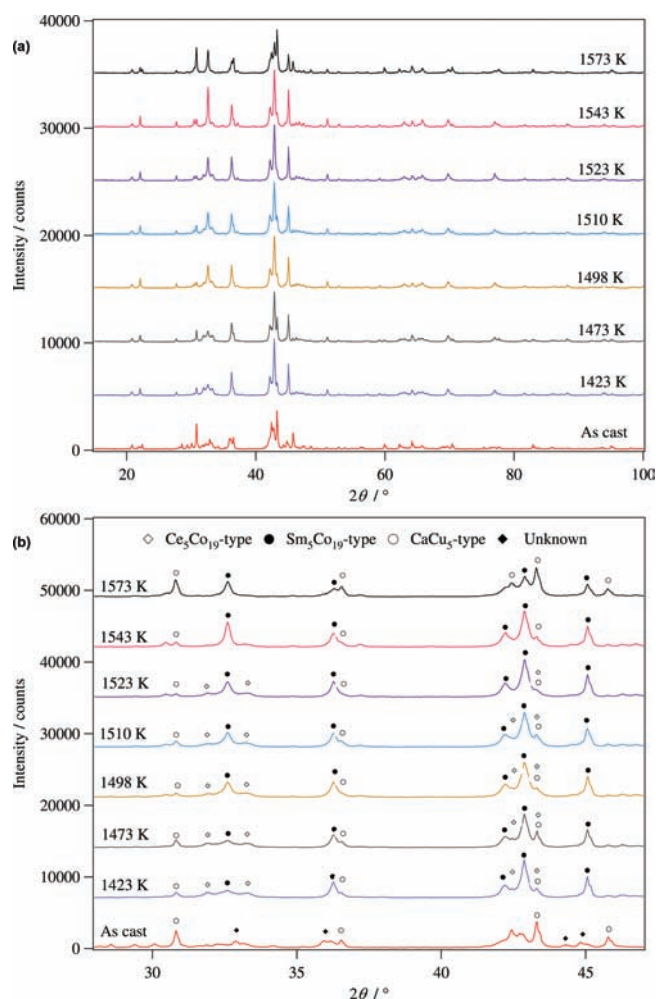 (a)
40000
30000
20000
10000
0
Intensity / counts
1573 K
1543 K
1523 K
1510 K
1498 K
1473 K
1423 K
As cast
20 40 60 80 100
2θ / °
(b)
60000
50000
40000
30000
20000
10000
0
Intensity / counts
◇ Ce5Co19-type ● Sm5Co19-type ○ CaCu5-type ◆ Unknown
1573 K
1543 K
1523 K
1510 K
1498 K
1473 K
1423 K
As cast
30 35 40 45
2θ / °